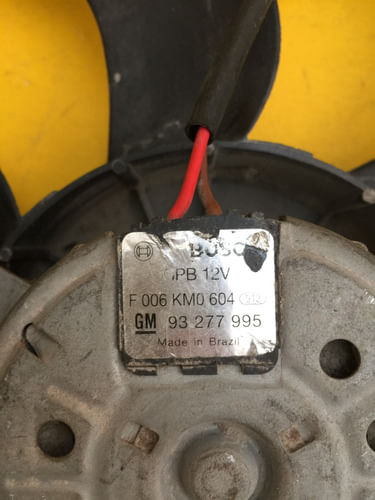 BOSCH
PB 12V
F 006 KM0 604
GM 93 277 995
Made in Brazil